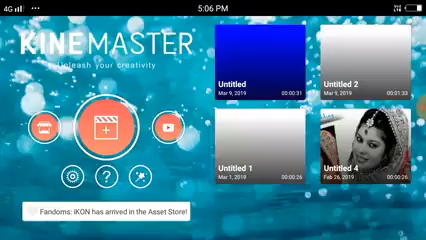 4G
5:06 PM
KINEMASTER
Unleash your creativity
Untitled
Mar 9, 2019
00:00:31
Untitled 2
Mar 9, 2019
00:01:33
Untitled 1
Mar 1, 2019
00:00:26
Untitled 4
Feb 26, 2019
00:00:26
?
Fandoms: iKON has arrived in the Asset Store!